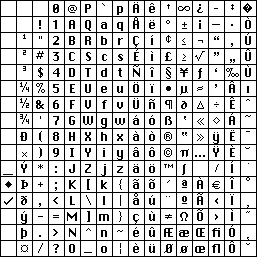 0 @ P ` p Ä ê † ∞ ¿ - ‡ �
! 1 A Q a q Å ë ° ± ¡ – · Ò
¹ " 2 B R b r Ç í ¢ ≤ ¬ “ ‚ Ú
² # 3 C S c s É ì £ ≥ √ ” „ Û
³ $ 4 D T d t Ñ î § ¥ ƒ ‘ ‰ Ù
¼ % 5 E U e u Ö ï • µ ≈ ’ Â ı
½ & 6 F V f v Ü ñ ¶ ∂ ∆ ÷ Ê ˆ
¾ ' 7 G W g w á ó ß « ◊ Á ˜
Ð ( 8 H X h x à ò ® » ÿ Ë ¯
× ) 9 I Y i y â ô © π … Ÿ È ˘
Ý * : J Z j z ä ö ™ ∫ ⁄ Í ˙
◆ Þ + ; K [ k { ã õ ´ ª À € Î ˚
✓ ð , < L \ l | å ú ¨ º Ã ‹ Ï ¸
ý - = M ] m } ç ù ≠ Ω Õ › Ì ˝
þ . > N ^ n ~ é û Æ æ Œ fi Ó ˛
¤ / ? O _ o ¦ è ü Ø ø œ fl Ô ˇ